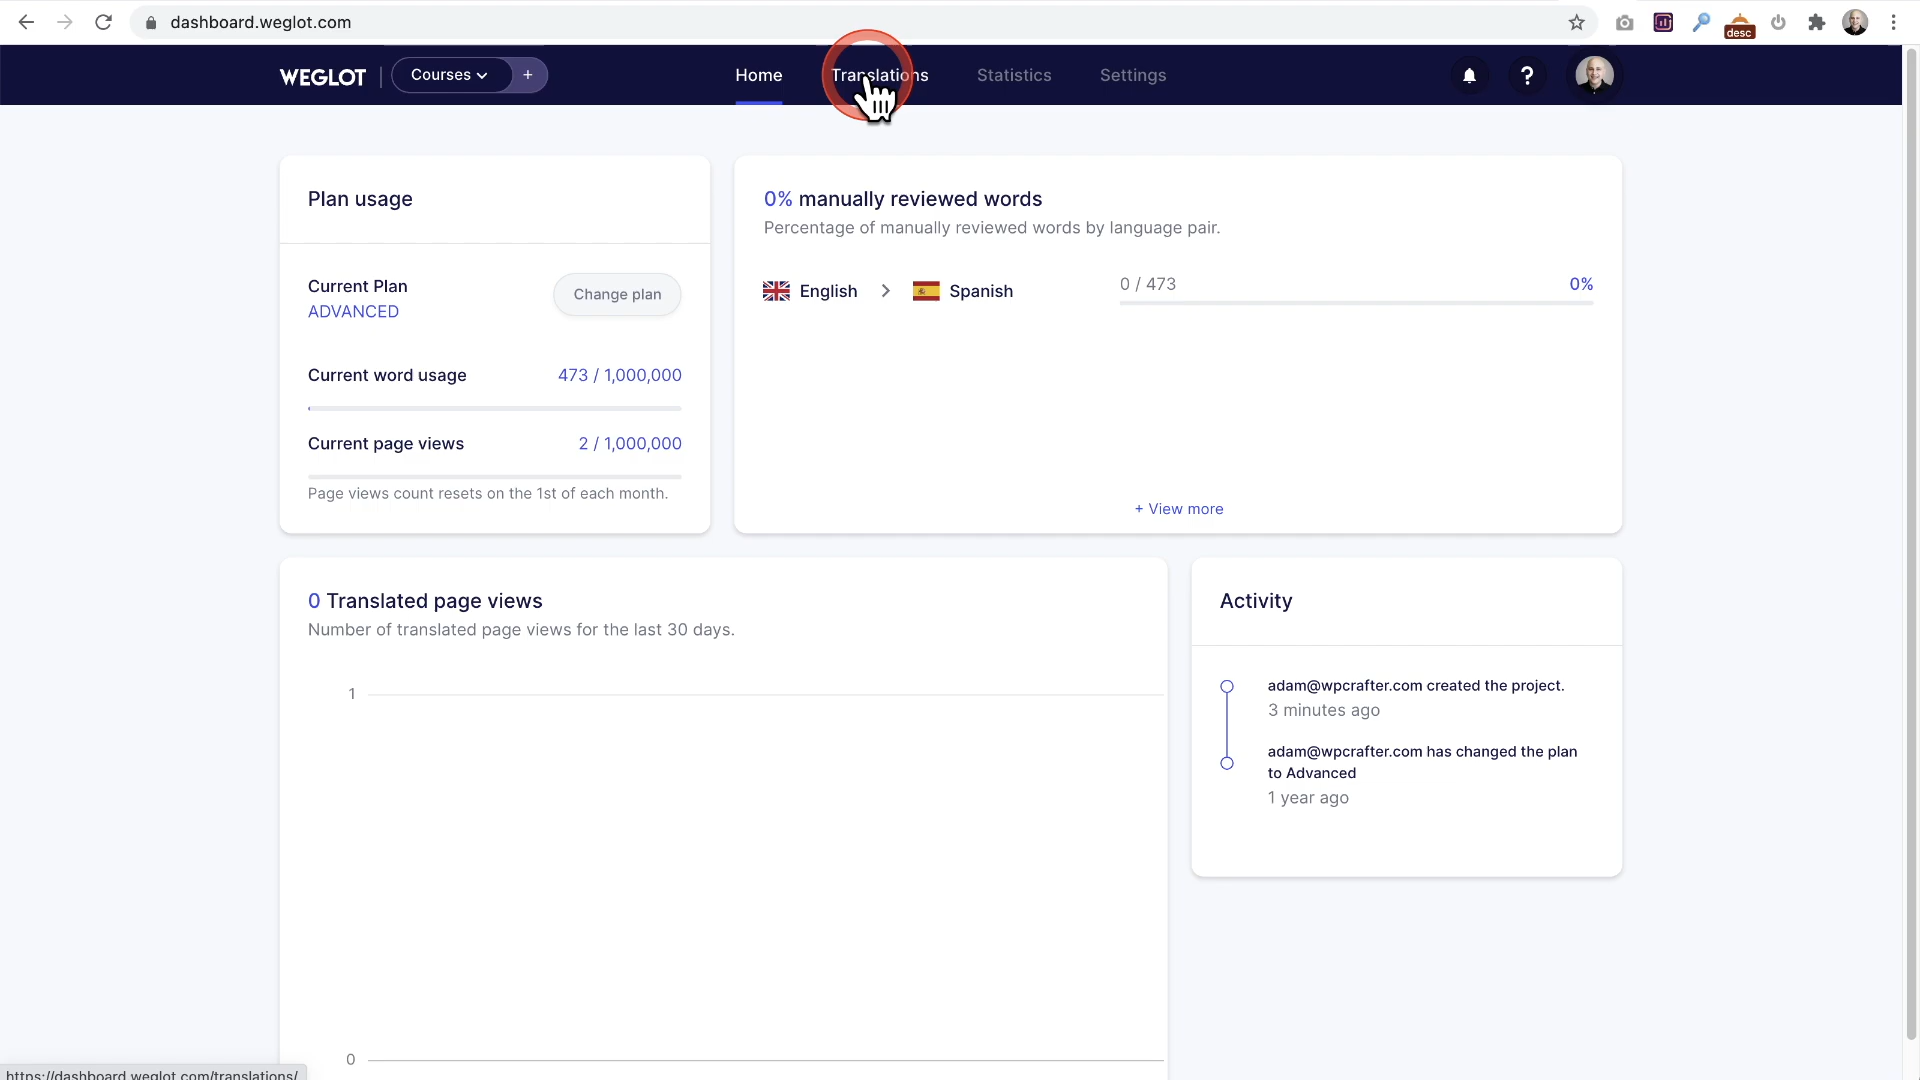 dashboard.weglot.com
desc
WEGLOT
Courses
+
Home
Translations
Statistics
Settings
?
Plan usage
Current Plan
ADVANCED
Change plan
Current word usage
473 / 1,000,000
Current page views
2 / 1,000,000
Page views count resets on the 1st of each month.
0% manually reviewed words
Percentage of manually reviewed words by language pair.
English
Spanish
0 / 473
0%
+ View more
0 Translated page views
Number of translated page views for the last 30 days.
1
0
Activity
adam@wpcrafter.com created the project.
3 minutes ago
adam@wpcrafter.com has changed the plan
to Advanced
1 year ago
https://dashboard.weglot.com/translations/